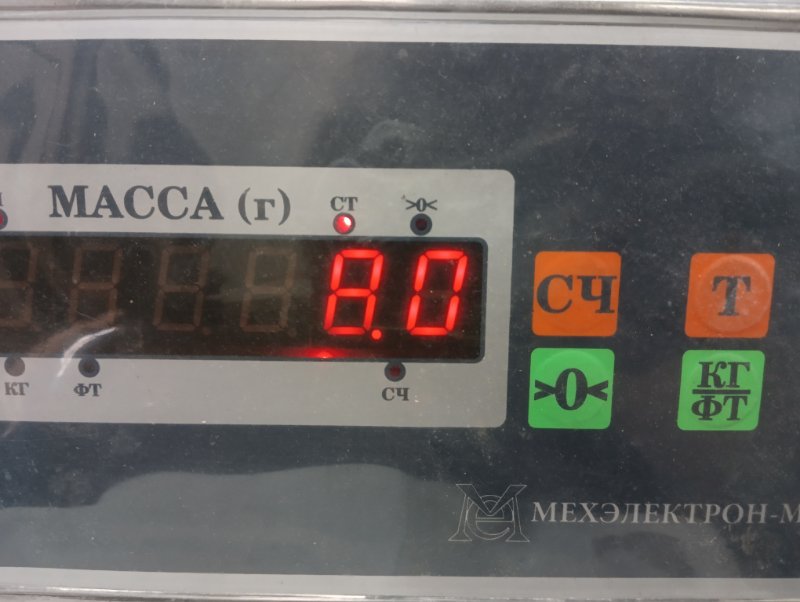 МАССА (г)
СТ
>0<
8.0
КГ
ФТ
СЧ
СЧ
Т
>0<
КГ
ФТ
МЕХЭЛЕКТРОН-М